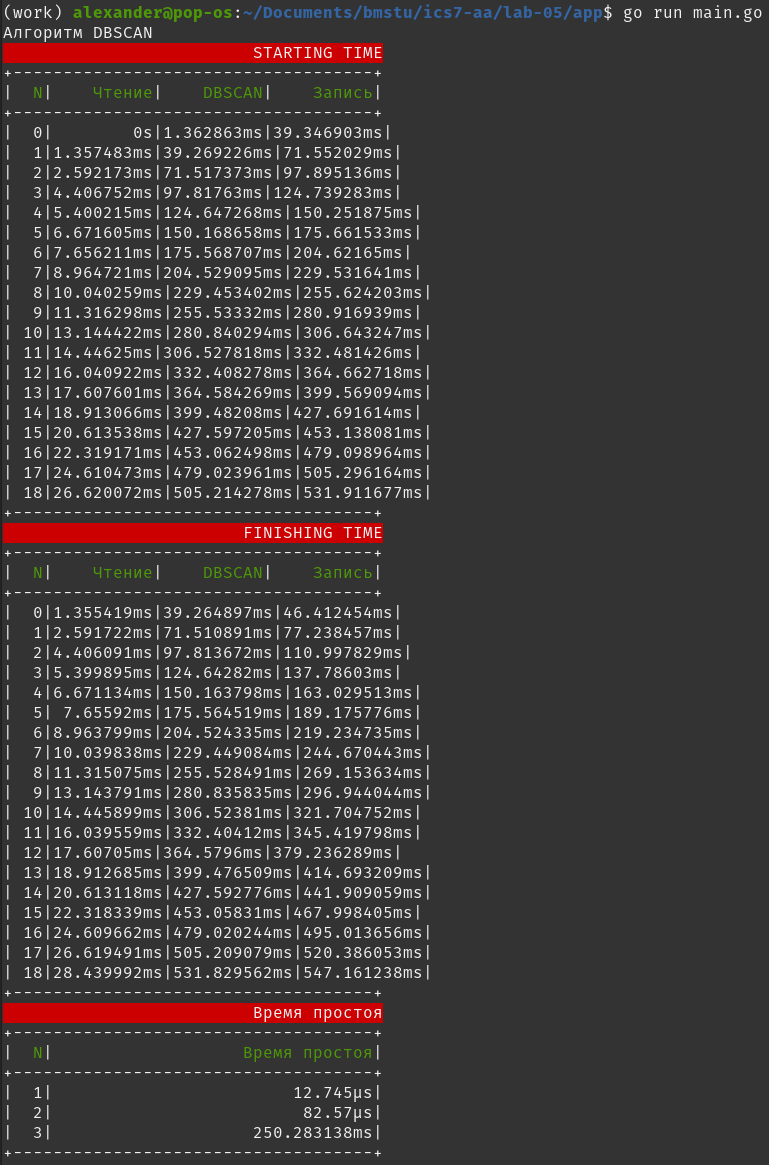 (work) alexander@pop-os:~/Documents/bmstu/ics7-aa/lab-05/app$ go run main.go
Алгоритм DBSCAN
STARTING TIME
+------------------------------------+
|  N|    Чтение|    DBSCAN|    Запись|
+------------------------------------+
|  0|        0s|1.362863ms|39.346903ms|
|  1|1.357483ms|39.269226ms|71.552029ms|
|  2|2.592173ms|71.517373ms|97.895136ms|
|  3|4.406752ms|97.81763ms|124.739283ms|
|  4|5.400215ms|124.647268ms|150.251875ms|
|  5|6.671605ms|150.168658ms|175.661533ms|
|  6|7.656211ms|175.568707ms|204.62165ms|
|  7|8.964721ms|204.529095ms|229.531641ms|
|  8|10.040259ms|229.453402ms|255.624203ms|
|  9|11.316298ms|255.53332ms|280.916939ms|
| 10|13.144422ms|280.840294ms|306.643247ms|
| 11|14.44625ms|306.527818ms|332.481426ms|
| 12|16.040922ms|332.408278ms|364.662718ms|
| 13|17.607601ms|364.584269ms|399.569094ms|
| 14|18.913066ms|399.48208ms|427.691614ms|
| 15|20.613538ms|427.597205ms|453.138081ms|
| 16|22.319171ms|453.062498ms|479.098964ms|
| 17|24.610473ms|479.023961ms|505.296164ms|
| 18|26.620072ms|505.214278ms|531.911677ms|
+------------------------------------+
FINISHING TIME
+------------------------------------+
|  N|    Чтение|    DBSCAN|    Запись|
+------------------------------------+
|  0|1.355419ms|39.264897ms|46.412454ms|
|  1|2.591722ms|71.510891ms|77.238457ms|
|  2|4.406091ms|97.813672ms|110.997829ms|
|  3|5.399895ms|124.64282ms|137.78603ms|
|  4|6.671134ms|150.163798ms|163.029513ms|
|  5| 7.65592ms|175.564519ms|189.175776ms|
|  6|8.963799ms|204.524335ms|219.234735ms|
|  7|10.039838ms|229.449084ms|244.670443ms|
|  8|11.315075ms|255.528491ms|269.153634ms|
|  9|13.143791ms|280.835835ms|296.944044ms|
| 10|14.445899ms|306.52381ms|321.704752ms|
| 11|16.039559ms|332.40412ms|345.419798ms|
| 12|17.60705ms|364.5796ms|379.236289ms|
| 13|18.912685ms|399.476509ms|414.693209ms|
| 14|20.613118ms|427.592776ms|441.909059ms|
| 15|22.318339ms|453.05831ms|467.998405ms|
| 16|24.609662ms|479.020244ms|495.013656ms|
| 17|26.619491ms|505.209079ms|520.386053ms|
| 18|28.439992ms|531.829562ms|547.161238ms|
+------------------------------------+
Время простоя
+------------------------------------+
|  N|                   Время простоя|
+------------------------------------+
|  1|                        12.745µs|
|  2|                         82.57µs|
|  3|                    250.283138ms|
+------------------------------------+